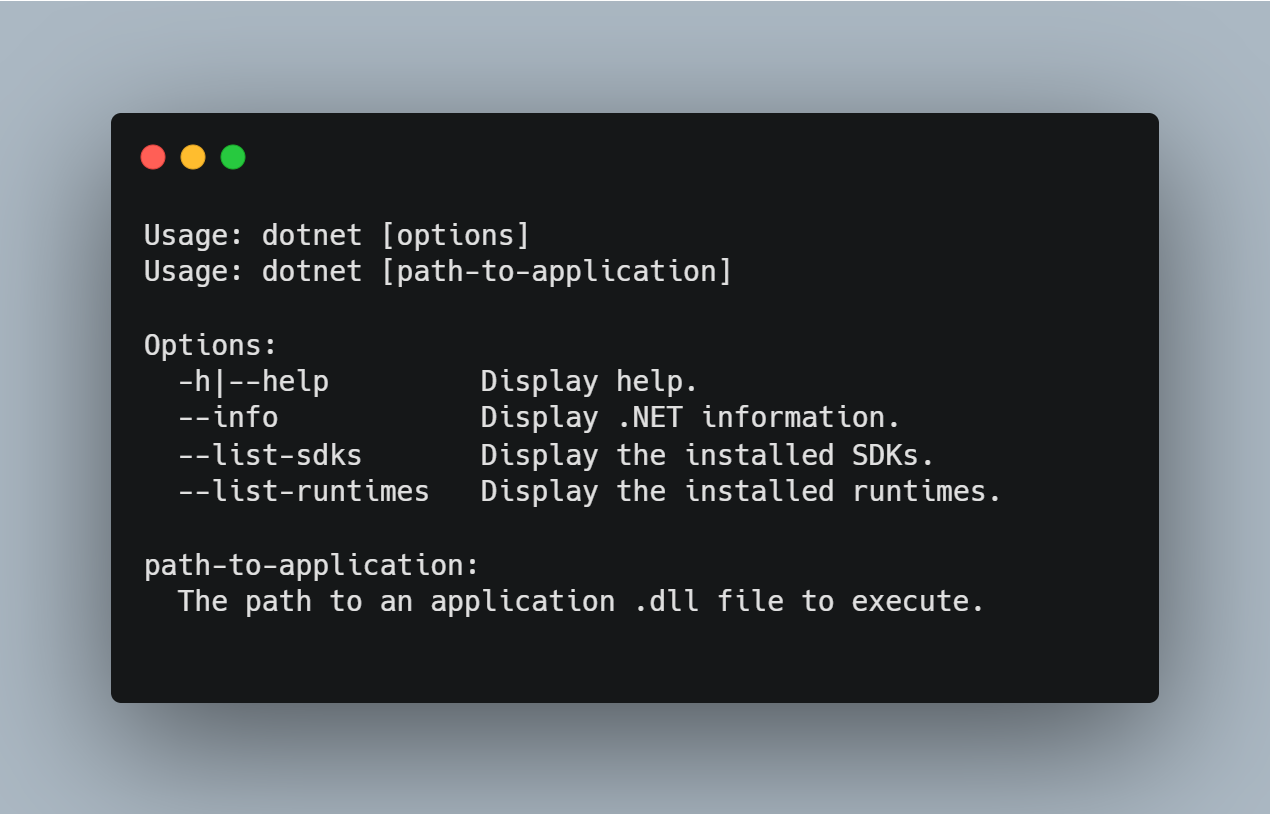 Usage: dotnet [options]
Usage: dotnet [path-to-application]

Options:
  -h|--help         Display help.
  --info            Display .NET information.
  --list-sdks       Display the installed SDKs.
  --list-runtimes   Display the installed runtimes.

path-to-application:
  The path to an application .dll file to execute.